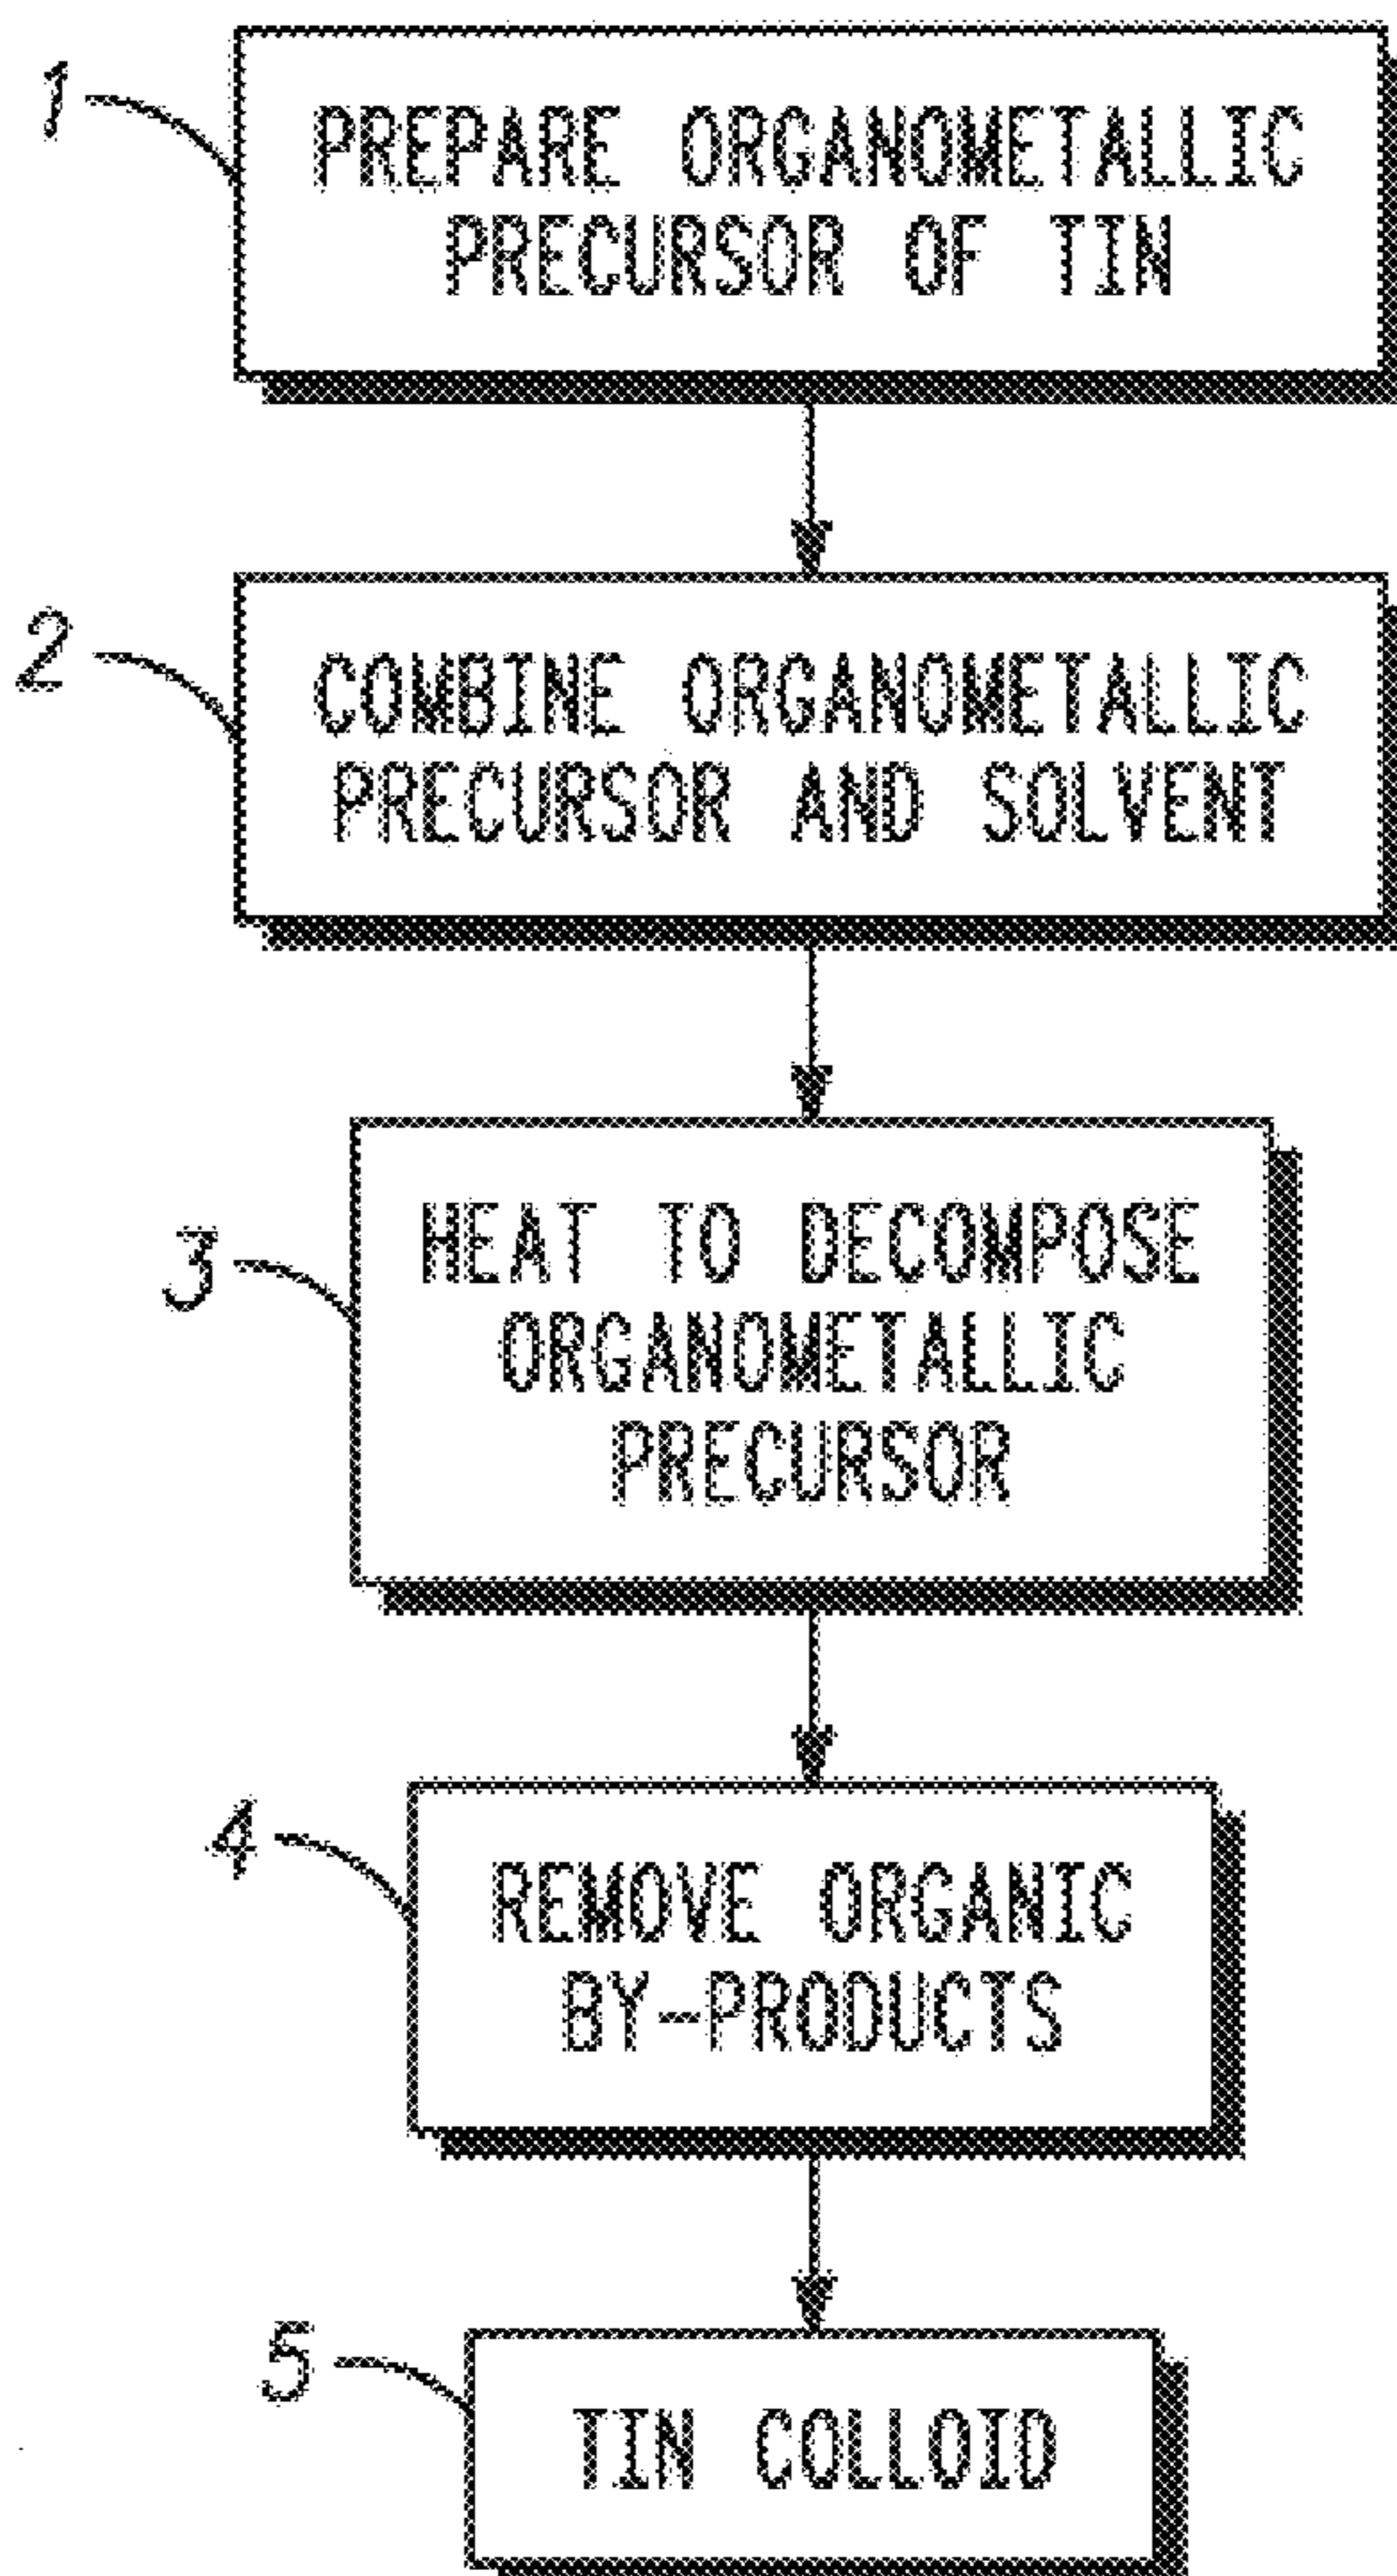 1
PREPARE ORGANOMETALLIC
PRECURSOR OF TIN
2
COMBINE ORGANOMETALLIC
PRECURSOR AND SOLVENT
3
HEAT TO DECOMPOSE
ORGANOMETALLIC
PRECURSOR
4
REMOVE ORGANIC
BY-PRODUCTS
5
TIN COLLOID